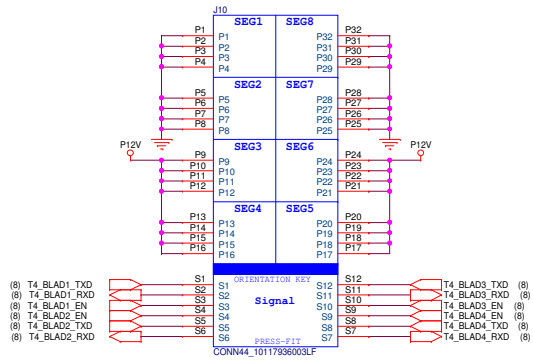 J10
SEG1 SEG8
P1 P1 P32 P32
P2 P2 P31 P31
P3 P3 P30 P30
P4 P4 P29 P29
SEG2 SEG7
P5 P5 P28 P28
P6 P6 P27 P27
P7 P7 P26 P26
P8 P8 P25 P25
P12V SEG3 SEG6 P12V
P9 P9 P24 P24
P10 P10 P23 P23
P11 P11 P22 P22
P12 P12 P21 P21
SEG4 SEG5
P13 P13 P20 P20
P14 P14 P19 P19
P15 P15 P18 P18
P16 P16 P17 P17
ORIENTATION KEY
(8) T4_BLAD1_TXD S1 S1 S12 S12 T4_BLAD3_TXD (8)
(8) T4_BLAD1_RXD S2 S2 S11 S11 T4_BLAD3_RXD (8)
(8) T4_BLAD1_EN S3 S3 Signal S10 S10 T4_BLAD3_EN (8)
(8) T4_BLAD2_EN S4 S4 S9 S9 T4_BLAD4_EN (8)
(8) T4_BLAD2_TXD S5 S5 S8 S8 T4_BLAD4_TXD (8)
(8) T4_BLAD2_RXD S6 S6 S7 S7 T4_BLAD4_RXD (8)
PRESS-FIT
CONN44_10117936003LF